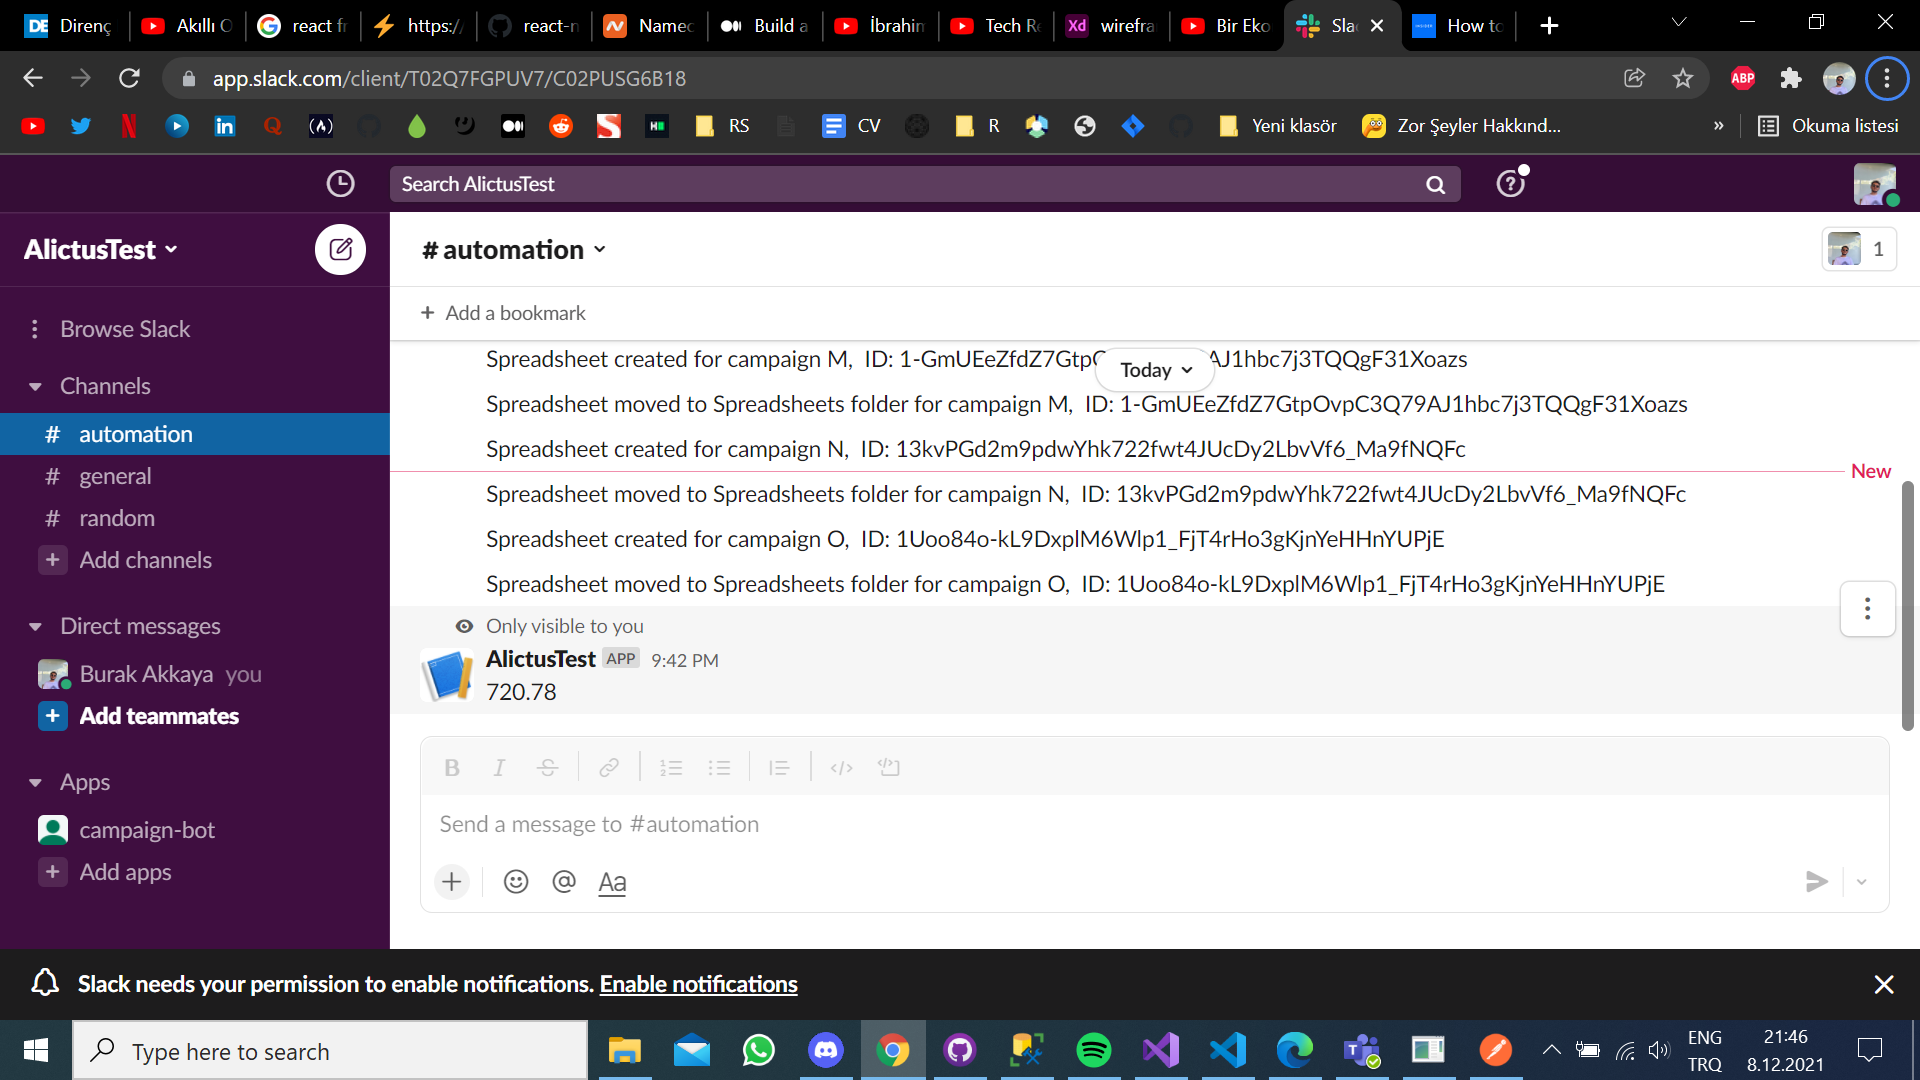 Direnç
Akıllı O
react fr
https:/
react-n
Namec
Build a
İbrahim
Tech Re
wirefra
Bir Eko
Sla
How to
app.slack.com/client/T02Q7FGPUV7/C02PUSG6B18
ABP
RS
CV
R
Yeni klasör
Zor Şeyler Hakkınd...
»
Okuma listesi
Search AlictusTest
AlictusTest
# automation
1
+ Add a bookmark
Browse Slack
Channels
# automation
# general
# random
+ Add channels
Direct messages
Burak Akkaya you
+ Add teammates
Apps
campaign-bot
+ Add apps
Spreadsheet created for campaign M, ID: 1-GmUEeZfdZ7Gtp
AJ1hbc7j3TQQgF31Xoazs
Today
Spreadsheet moved to Spreadsheets folder for campaign M, ID: 1-GmUEeZfdZ7GtpOvpC3Q79AJ1hbc7j3TQQgF31Xoazs
Spreadsheet created for campaign N, ID: 13kvPGd2m9pdwYhk722fwt4JUcDy2LbvVf6_Ma9fNQFc
New
Spreadsheet moved to Spreadsheets folder for campaign N, ID: 13kvPGd2m9pdwYhk722fwt4JUcDy2LbvVf6_Ma9fNQFc
Spreadsheet created for campaign O, ID: 1Uoo84o-kL9DxplM6Wlp1_FjT4rHo3gKjnYeHHnYUPjE
Spreadsheet moved to Spreadsheets folder for campaign O, ID: 1Uoo84o-kL9DxplM6Wlp1_FjT4rHo3gKjnYeHHnYUPjE
Only visible to you
AlictusTest APP 9:42 PM
720.78
B I S
Send a message to #automation
+ @ Aa
Slack needs your permission to enable notifications. Enable notifications
Type here to search
ENG
TRQ
21:46
8.12.2021